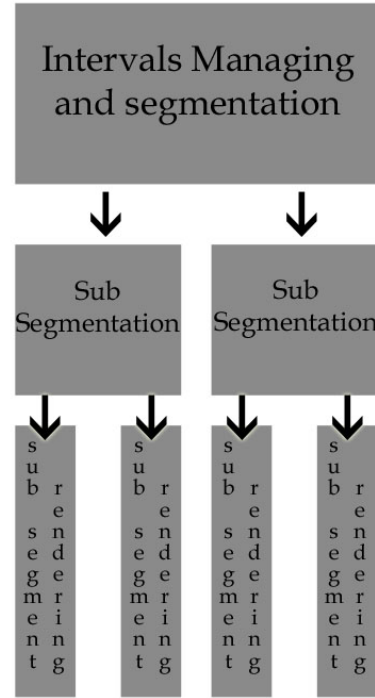 Intervals Managing
and segmentation
Sub
Segmentation
Sub
Segmentation
sub segment
rendering
sub segment
rendering
sub segment
rendering
sub segment
rendering